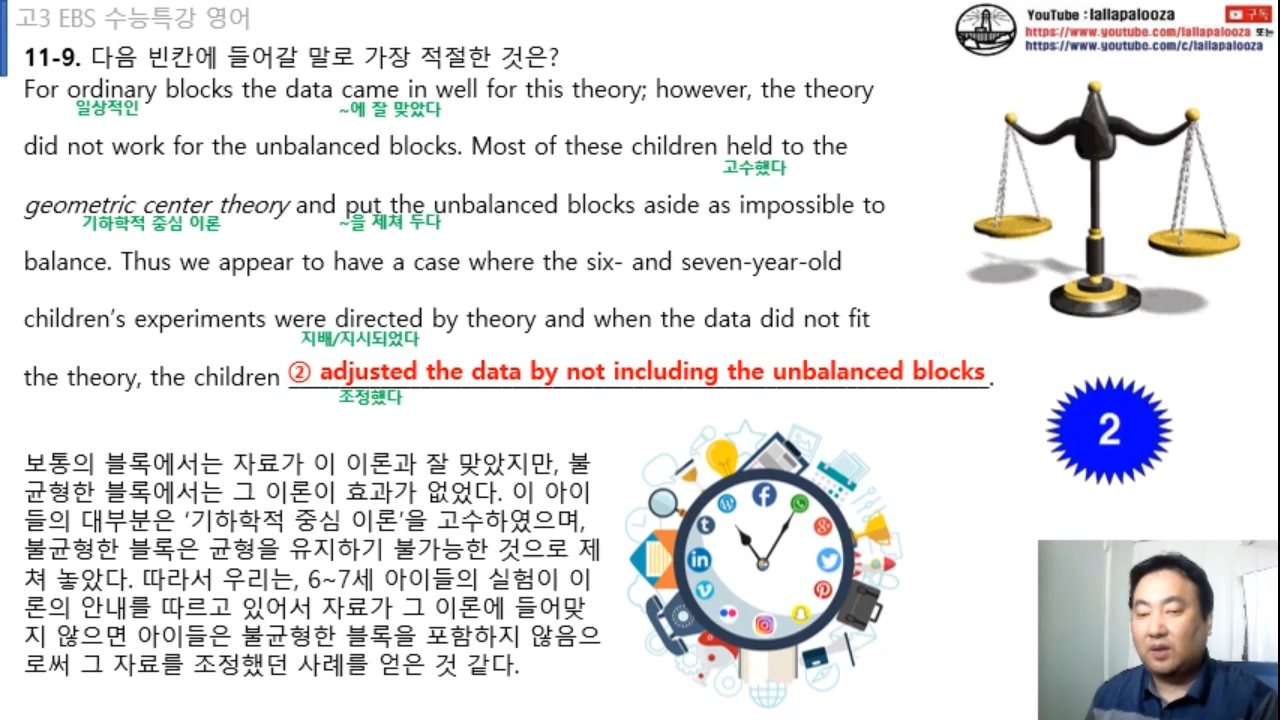 고3 EBS 수능특강 영어
YouTube : lallapalooza
구독
https://www.youtube.com/lallapalooza 또는
https://www.youtube.com/c/lallapalooza
11-9. 다음 빈칸에 들어갈 말로 가장 적절한 것은?
For ordinary blocks the data came in well for this theory; however, the theory
일상적인 ~에 잘 맞았다
did not work for the unbalanced blocks. Most of these children held to the
고수했다
geometric center theory and put the unbalanced blocks aside as impossible to
기하학적 중심 이론 ~을 제쳐 두다
balance. Thus we appear to have a case where the six- and seven-year-old
children’s experiments were directed by theory and when the data did not fit
지배/지시되었다
the theory, the children ② adjusted the data by not including the unbalanced blocks.
조정했다
2
보통의 블록에서는 자료가 이 이론과 잘 맞았지만, 불
균형한 블록에서는 그 이론이 효과가 없었다. 이 아이
들의 대부분은 ‘기하학적 중심 이론’을 고수하였으며,
불균형한 블록은 균형을 유지하기 불가능한 것으로 제
쳐 놓았다. 따라서 우리는, 6~7세 아이들의 실험이 이
론의 안내를 따르고 있어서 자료가 그 이론에 들어맞
지 않으면 아이들은 불균형한 블록을 포함하지 않음으
로써 그 자료를 조정했던 사례를 얻은 것 같다.